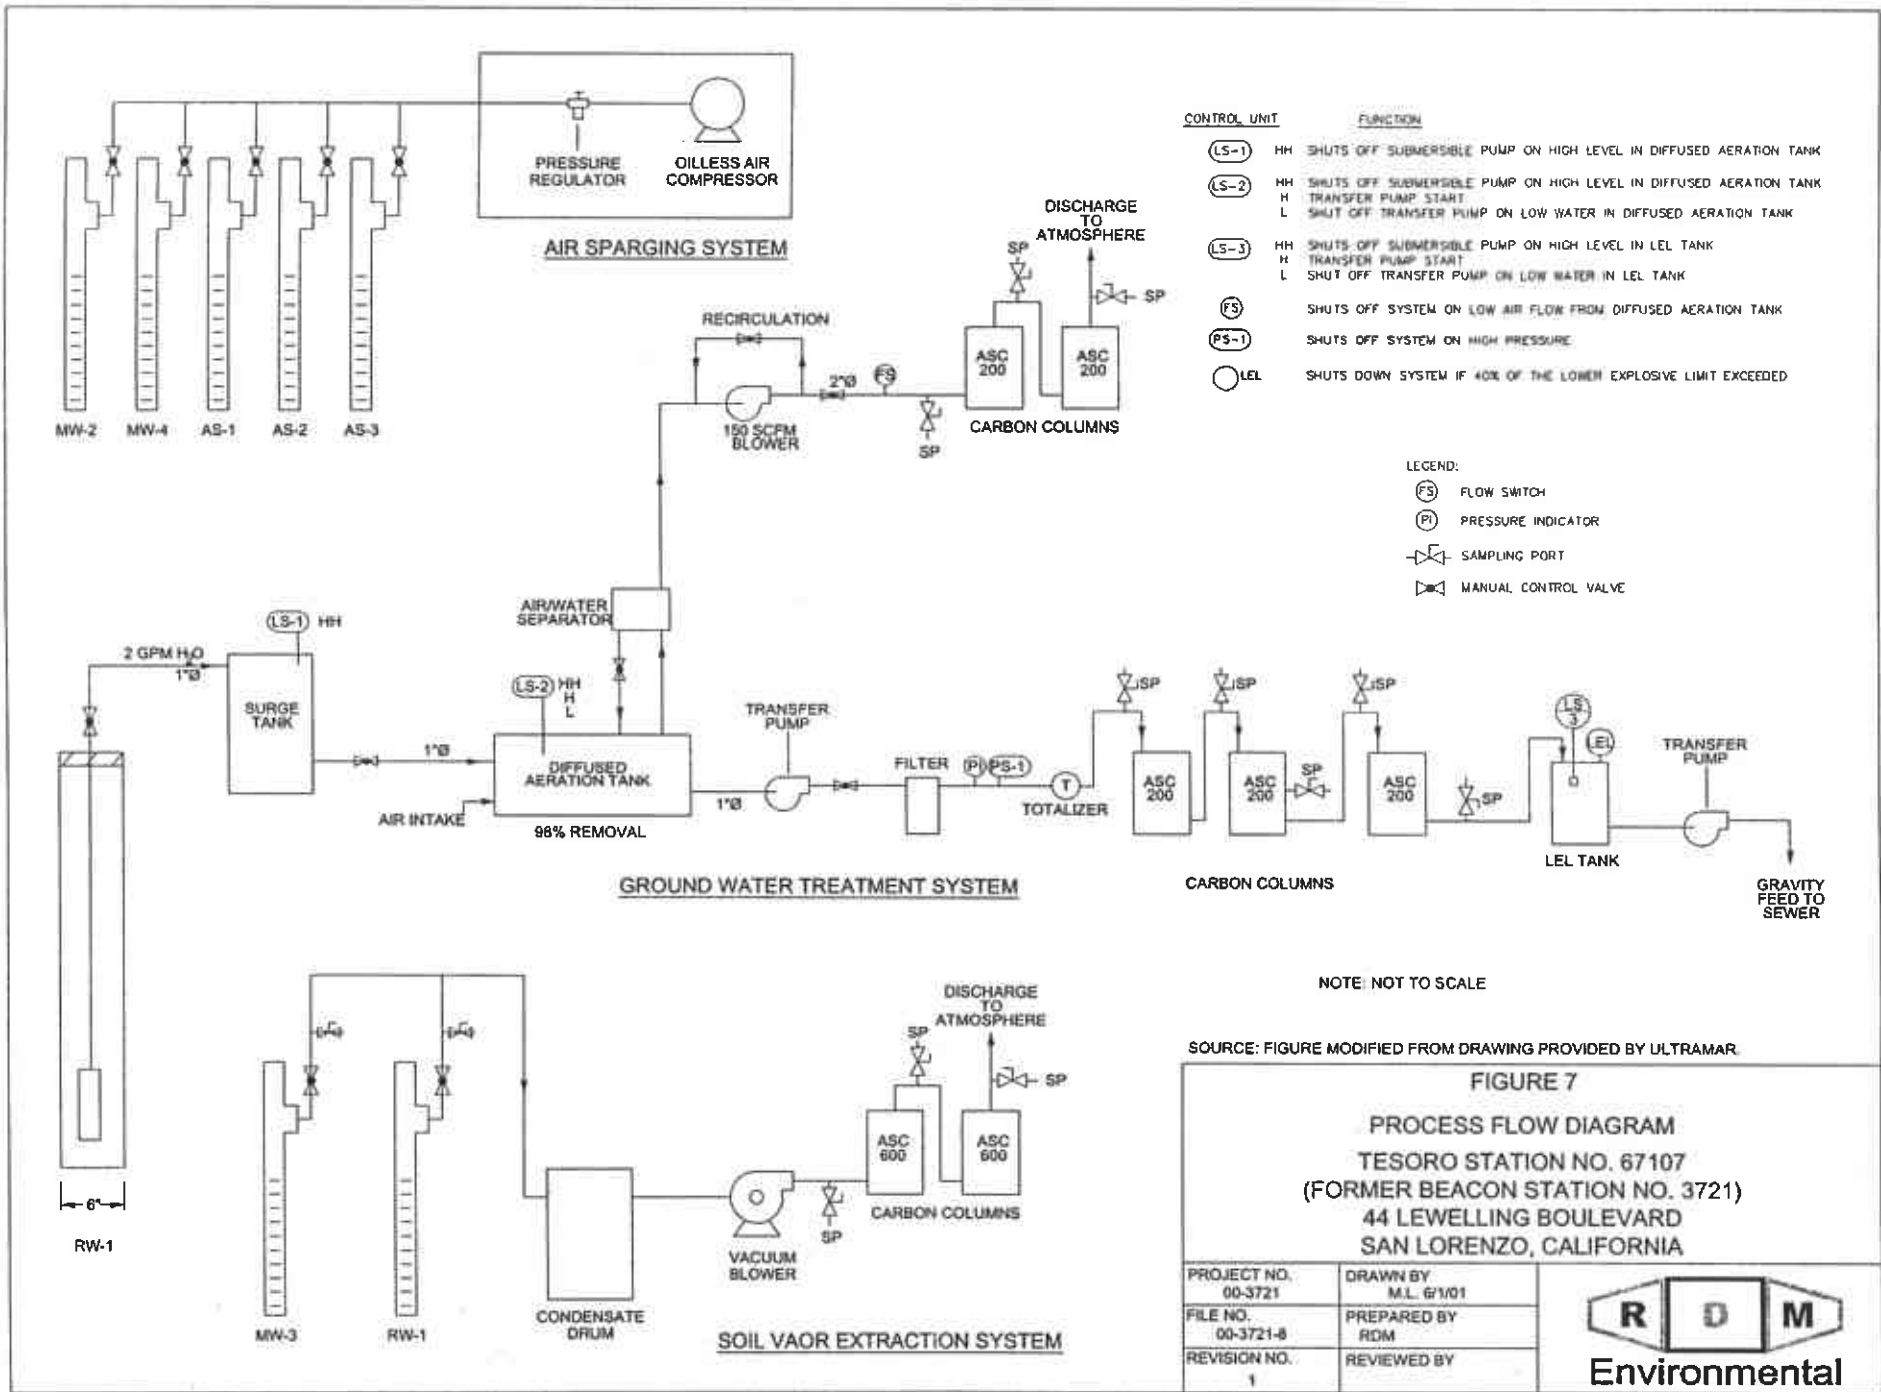 PRESSURE
REGULATOR
OILLESS AIR
COMPRESSOR
AIR SPARGING SYSTEM
MW-2
MW-4
AS-1
AS-2
AS-3
CONTROL UNIT
FUNCTION
LS-1
HH SHUTS OFF SUBMERSIBLE PUMP ON HIGH LEVEL IN DIFFUSED AERATION TANK
LS-2
HH SHUTS OFF SUBMERSIBLE PUMP ON HIGH LEVEL IN DIFFUSED AERATION TANK
H TRANSFER PUMP START
L SHUT OFF TRANSFER PUMP ON LOW WATER IN DIFFUSED AERATION TANK
LS-3
HH SHUTS OFF SUBMERSIBLE PUMP ON HIGH LEVEL IN LEL TANK
H TRANSFER PUMP START
L SHUT OFF TRANSFER PUMP ON LOW WATER IN LEL TANK
FS
SHUTS OFF SYSTEM ON LOW AIR FLOW FROM DIFFUSED AERATION TANK
PS-1
SHUTS OFF SYSTEM ON HIGH PRESSURE
LEL
SHUTS DOWN SYSTEM IF 40% OF THE LOWER EXPLOSIVE LIMIT EXCEEDED
LEGEND:
FS FLOW SWITCH
PI PRESSURE INDICATOR
SAMPLING PORT
MANUAL CONTROL VALVE
DISCHARGE
TO
ATMOSPHERE
SP
SP
RECIRCULATION
150 SCFM
BLOWER
2"Ø
FS
SP
ASC
200
ASC
200
CARBON COLUMNS
AIR/WATER
SEPARATOR
LS-1 HH
2 GPM H2O
1"Ø
SURGE
TANK
LS-2 HH
H
L
1"Ø
DIFFUSED
AERATION TANK
AIR INTAKE
98% REMOVAL
1"Ø
TRANSFER
PUMP
FILTER
PI
PS-1
T
TOTALIZER
SP
SP
SP
ASC
200
ASC
200
SP
ASC
200
SP
LS
3
LEL
LEL TANK
TRANSFER
PUMP
GRAVITY
FEED TO
SEWER
CARBON COLUMNS
GROUND WATER TREATMENT SYSTEM
6"
RW-1
MW-3
RW-1
CONDENSATE
DRUM
VACUUM
BLOWER
SP
SP
DISCHARGE
TO
ATMOSPHERE
SP
ASC
600
ASC
600
CARBON COLUMNS
SOIL VAOR EXTRACTION SYSTEM
NOTE: NOT TO SCALE
SOURCE: FIGURE MODIFIED FROM DRAWING PROVIDED BY ULTRAMAR.
FIGURE 7
PROCESS FLOW DIAGRAM
TESORO STATION NO. 67107
(FORMER BEACON STATION NO. 3721)
44 LEWELLING BOULEVARD
SAN LORENZO, CALIFORNIA
PROJECT NO.
00-3721
DRAWN BY
M.L. 6/1/01
FILE NO.
00-3721-8
PREPARED BY
RDM
REVISION NO.
1
REVIEWED BY
R D M
Environmental